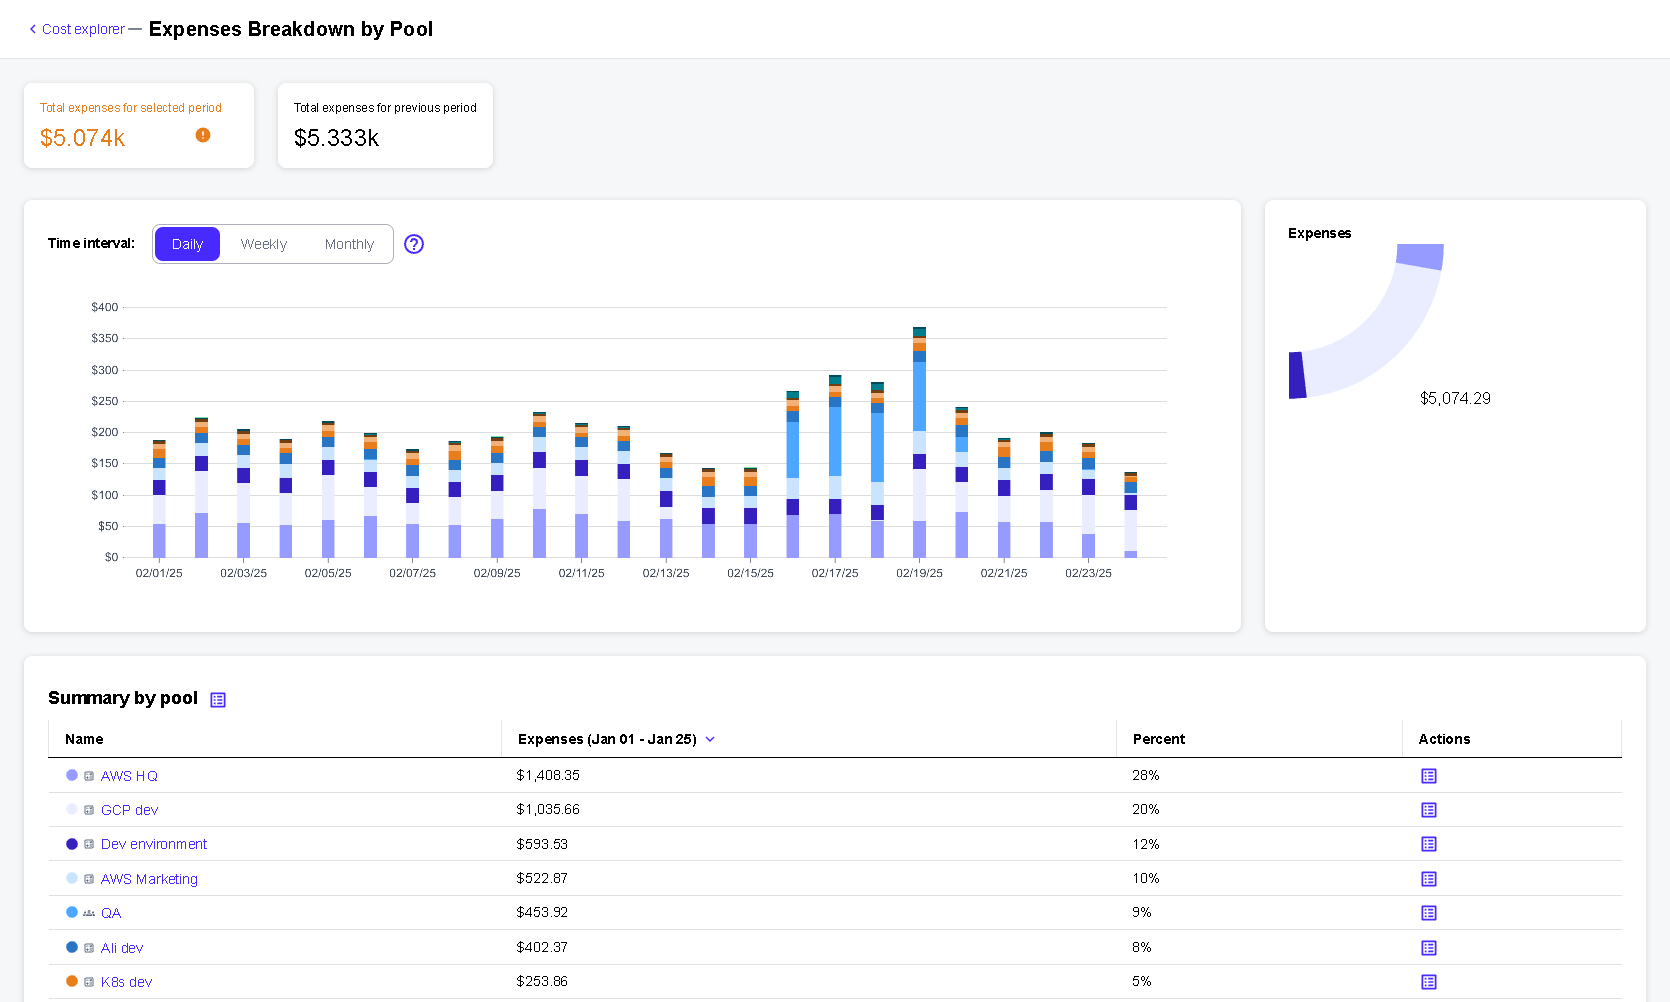 Cost explorer — Expenses Breakdown by Pool
Total expenses for selected period
$5.074k
Total expenses for previous period
$5.333k
Time interval: Daily Weekly Monthly
$400
$350
$300
$250
$200
$150
$100
$50
$0
02/01/25 02/03/25 02/05/25 02/07/25 02/09/25 02/11/25 02/13/25 02/15/25 02/17/25 02/19/25 02/21/25 02/23/25
Expenses
$5,074.29
Summary by pool
Name Expenses (Jan 01 - Jan 25) Percent Actions
AWS HQ $1,408.35 28%
GCP dev $1,035.66 20%
Dev environment $593.53 12%
AWS Marketing $522.87 10%
QA $453.92 9%
Ali dev $402.37 8%
K8s dev $253.86 5%